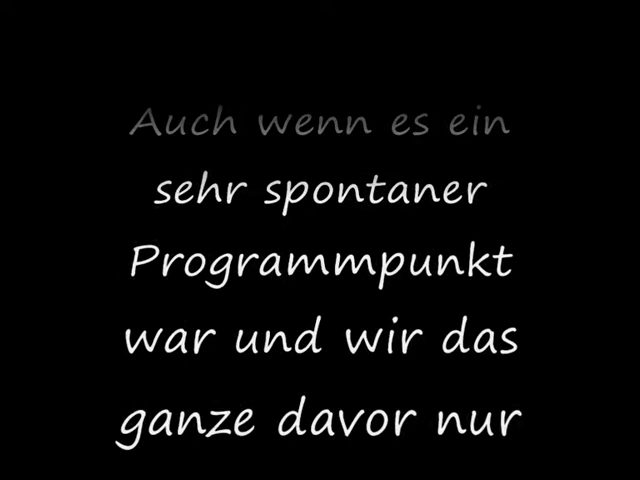 Auch wenn es ein
sehr spontaner
Programmpunkt
war und wir das
ganze davor nur